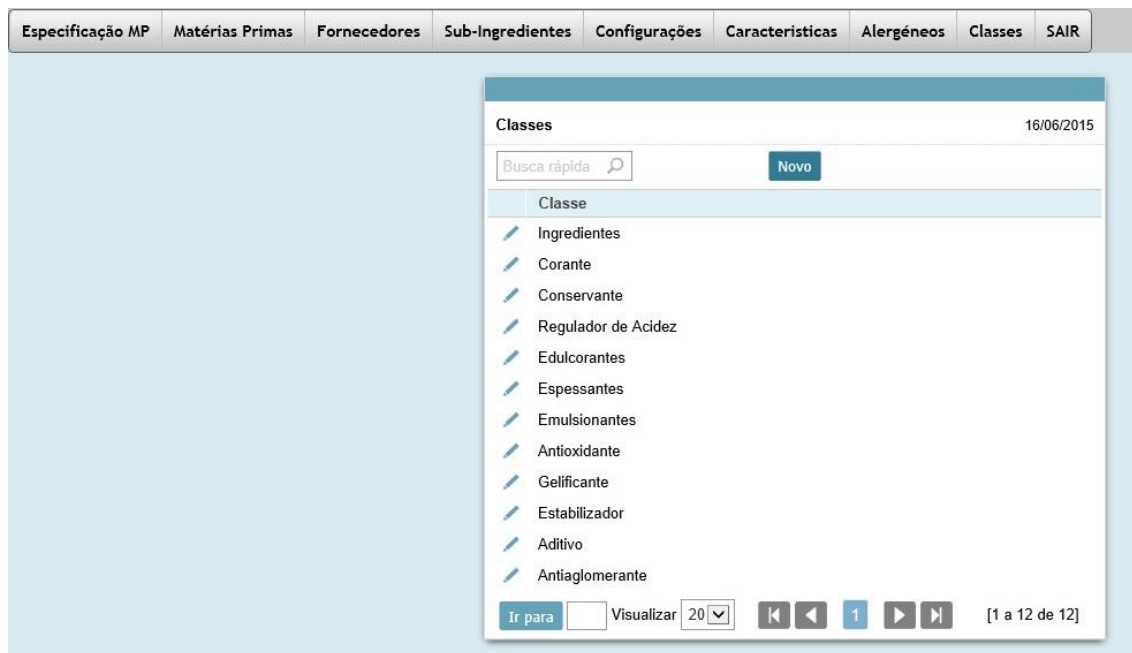 Especificação MP Matérias Primas Fornecedores Sub-Ingredientes Configurações Caracteristicas Alergéneos Classes SAIR
Classes 16/06/2015
Busca rápida Novo
Classe
Ingredientes
Corante
Conservante
Regulador de Acidez
Edulcorantes
Espessantes
Emulsionantes
Antioxidante
Gelificante
Estabilizador
Aditivo
Antiaglomerante
Ir para Visualizar 20 1 [1 a 12 de 12]